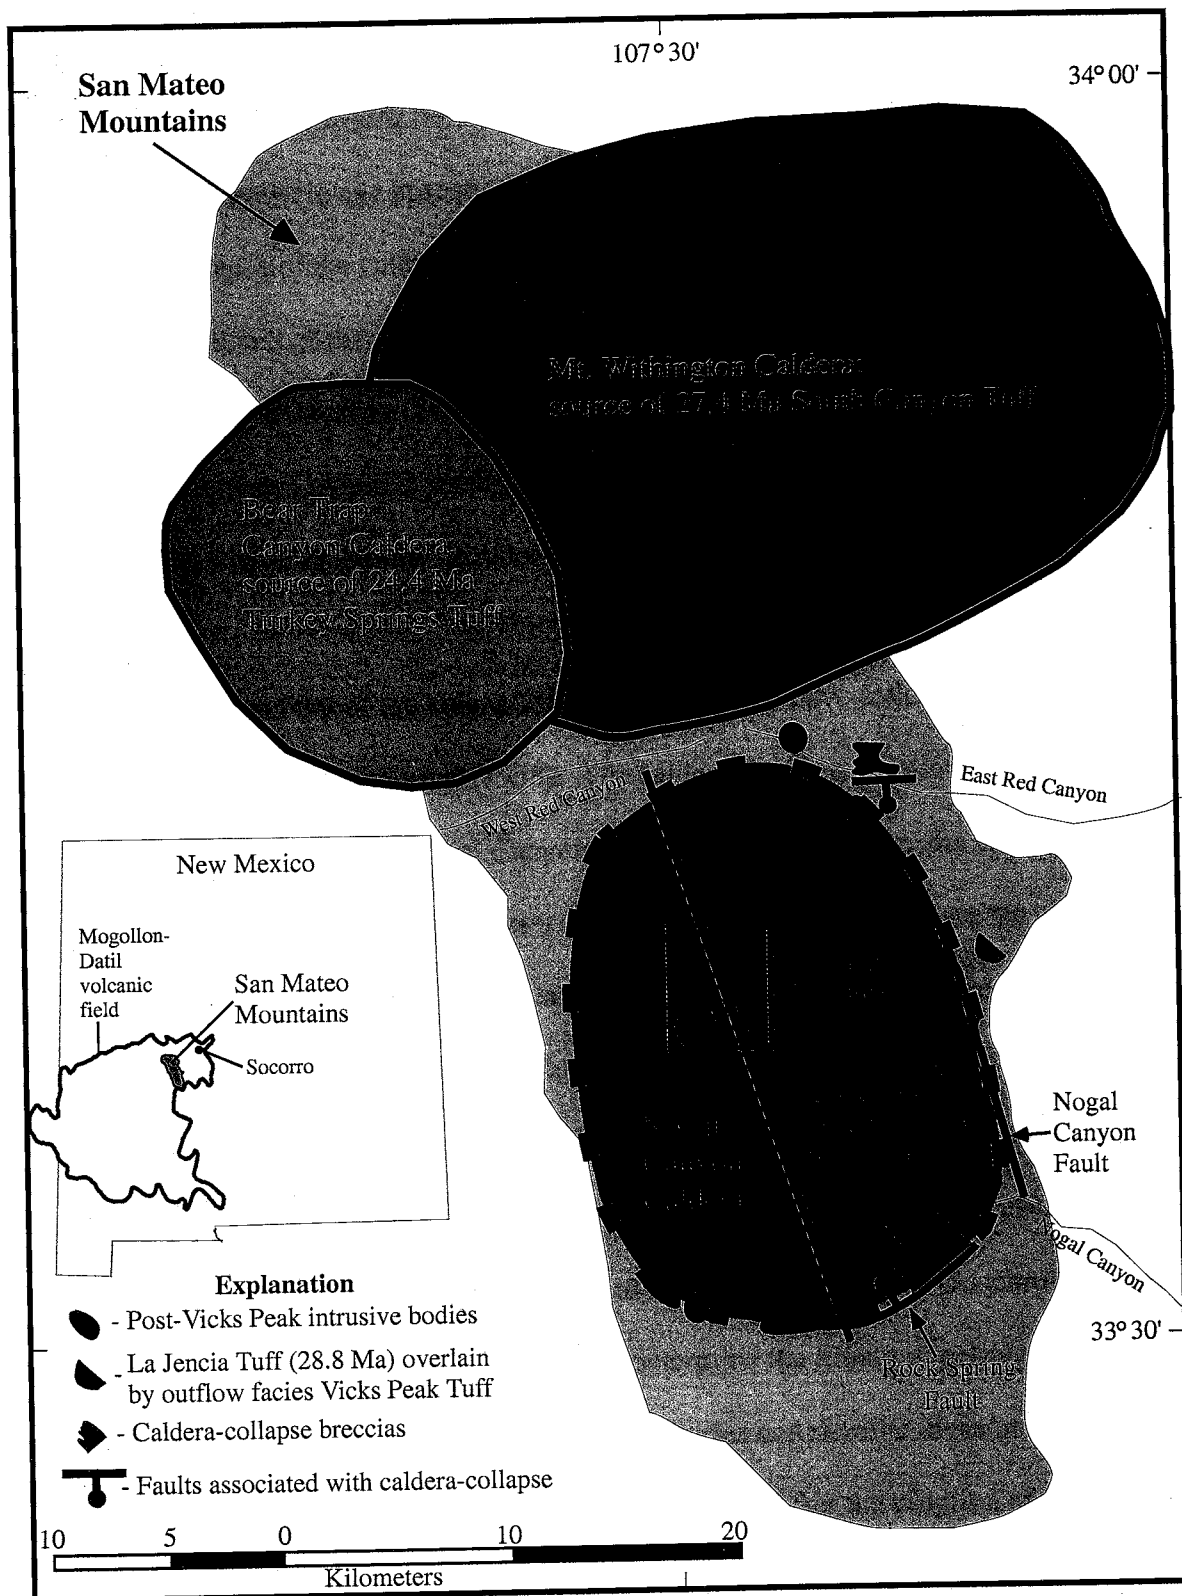 107° 30'
34° 00'
San Mateo
Mountains
Mt. Withington Caldera:
source of 27.4 Ma South Canyon Tuff
Bear Trap
Canyon Caldera:
source of 24.4 Ma
Turkey Springs Tuff
East Red Canyon
West Red Canyon
New Mexico
Mogollon-
Datil
volcanic
field
San Mateo
Mountains
Socorro
Nogal
Canyon
Fault
Nogal Canyon
33° 30'
Rock Spring
Fault
Explanation
- Post-Vicks Peak intrusive bodies
- La Jencia Tuff (28.8 Ma) overlain
by outflow facies Vicks Peak Tuff
- Caldera-collapse breccias
- Faults associated with caldera-collapse
10 5 0 10 20
Kilometers